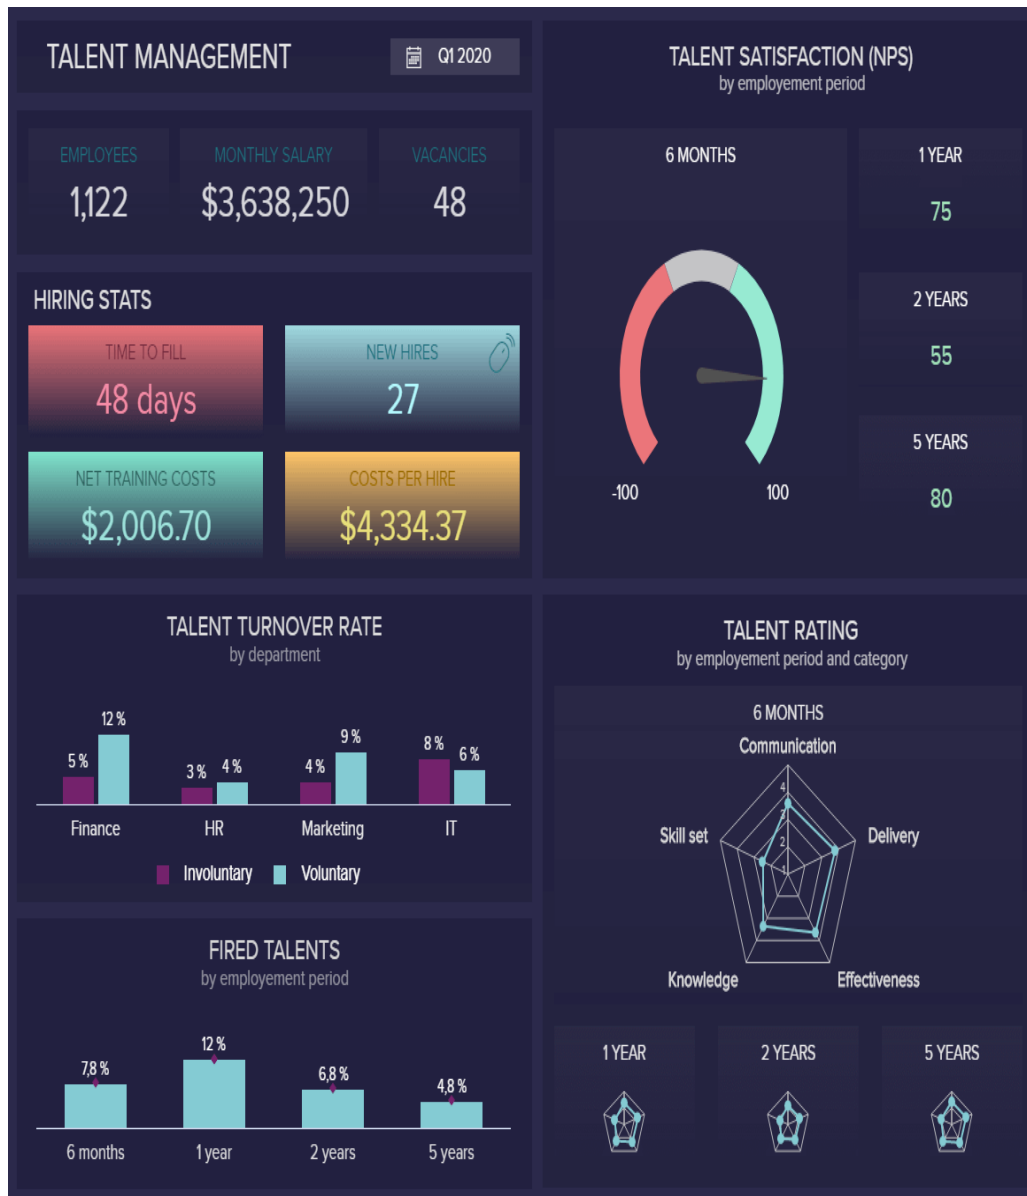 TALENT MANAGEMENT
Q1 2020
EMPLOYEES
1,122
MONTHLY SALARY
$3,638,250
VACANCIES
48
HIRING STATS
TIME TO FILL
48 days
NEW HIRES
27
NET TRAINING COSTS
$2,006.70
COSTS PER HIRE
$4,334.37
TALENT SATISFACTION (NPS)
by employement period
6 MONTHS
-100
100
1 YEAR
75
2 YEARS
55
5 YEARS
80
TALENT TURNOVER RATE
by department
5 %
12 %
3 %
4 %
4 %
9 %
8 %
6 %
Finance
HR
Marketing
IT
Involuntary
Voluntary
FIRED TALENTS
by employement period
7,8 %
12 %
6,8 %
4,8 %
6 months
1 year
2 years
5 years
TALENT RATING
by employement period and category
6 MONTHS
Communication
4
3
2
1
Skill set
Delivery
Knowledge
Effectiveness
1 YEAR
2 YEARS
5 YEARS